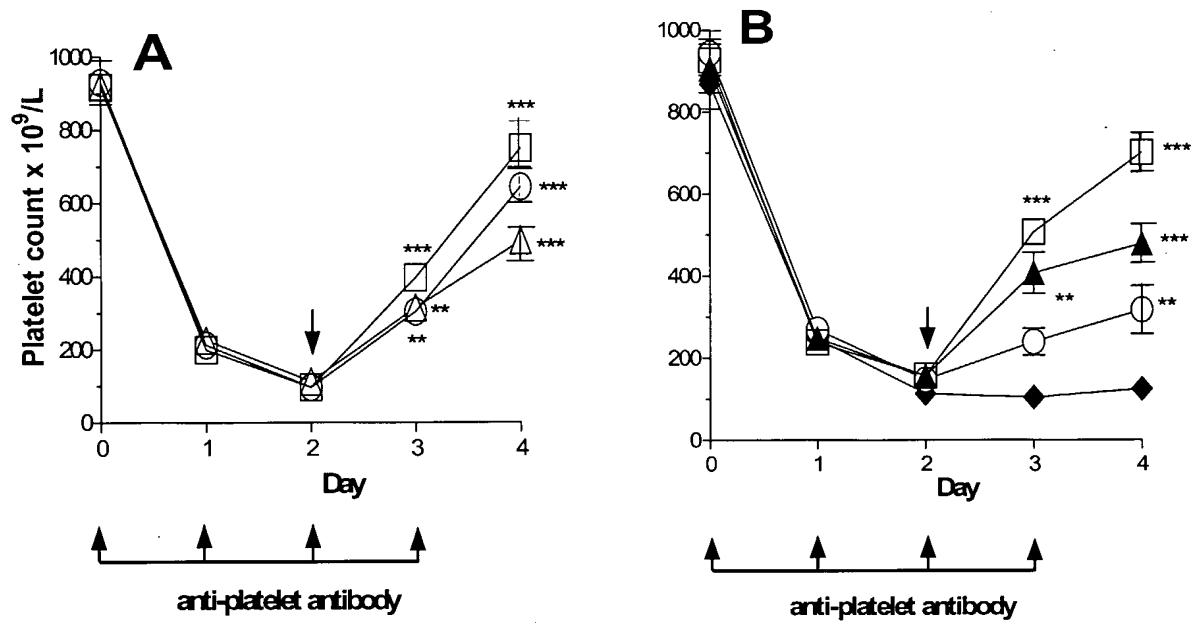 A
Platelet count x 10⁹/L
1000
800
600
400
200
0
0 1 2 3 4
Day
***
***
***
***
**
**
anti-platelet antibody
B
1000
800
600
400
200
0
0 1 2 3 4
Day
***
***
***
**
**
anti-platelet antibody